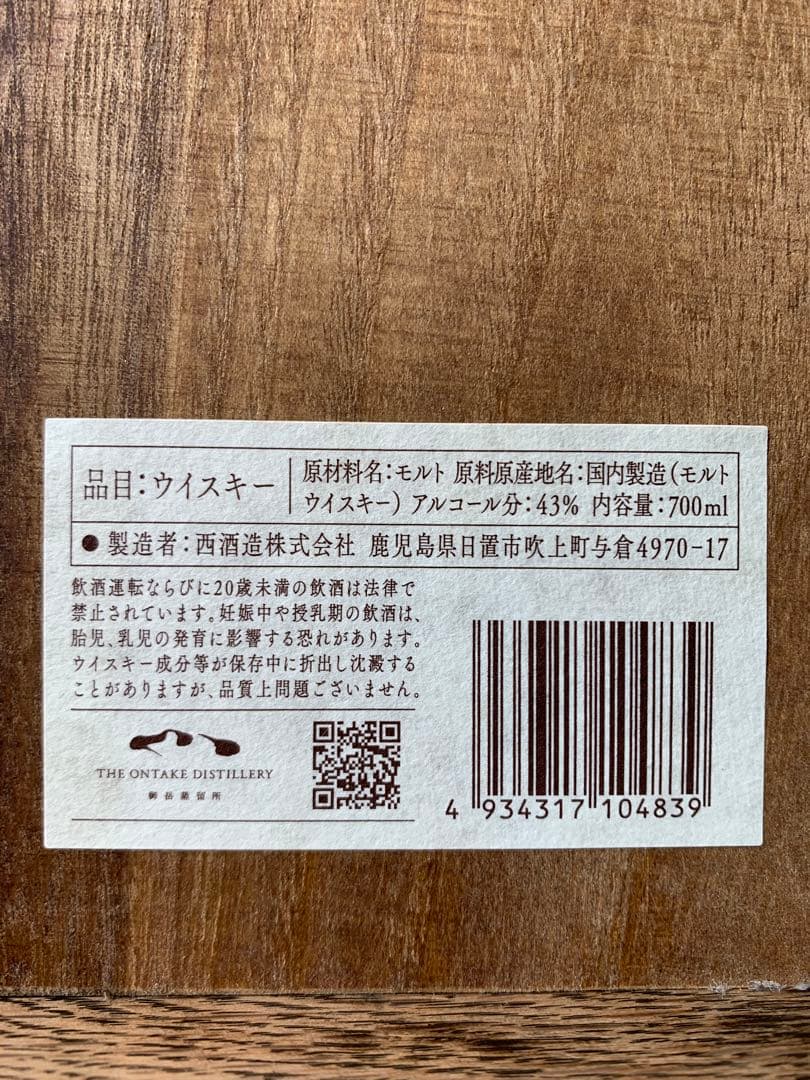 品目：ウイスキー
原材料名：モルト 原料原産地名：国内製造（モルト
ウイスキー） アルコール分：43% 内容量：700ml
● 製造者：西酒造株式会社 鹿児島県日置市吹上町与倉4970-17
飲酒運転ならびに20歳未満の飲酒は法律で
禁止されています。妊娠中や授乳期の飲酒は、
胎児、乳児の発育に影響する恐れがあります。
ウイスキー成分等が保存中に析出し沈澱する
ことがありますが、品質上問題ございません。
THE ONTAKE DISTILLERY
御岳蒸留所
4 934317 104839